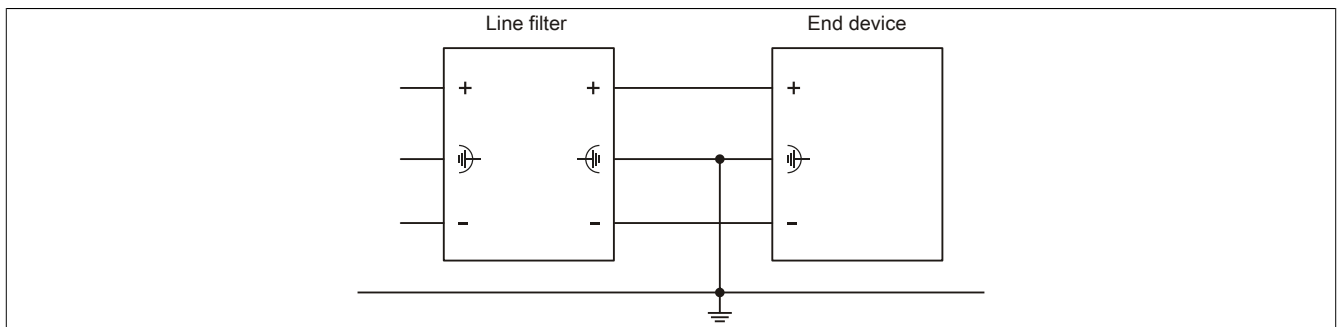 Line filter End device
+ + +
- - -